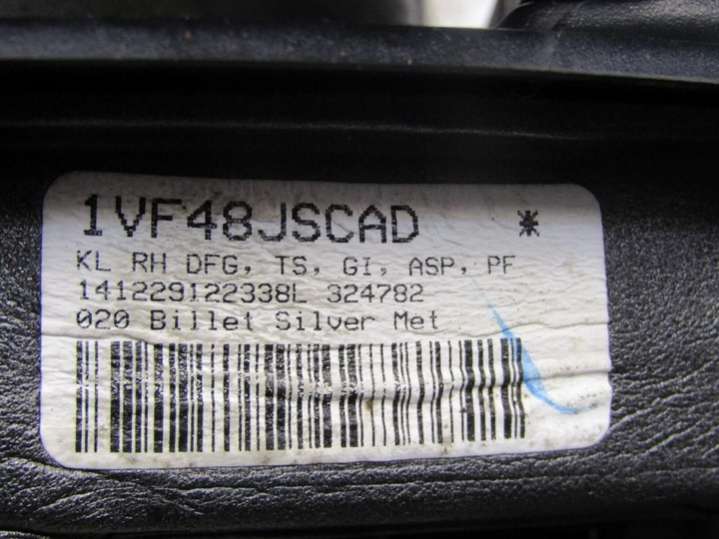 1VF48JSCAD *
KL RH DFG, TS, GI, ASP, PF
141229122338L 324782
020 Billet Silver Met